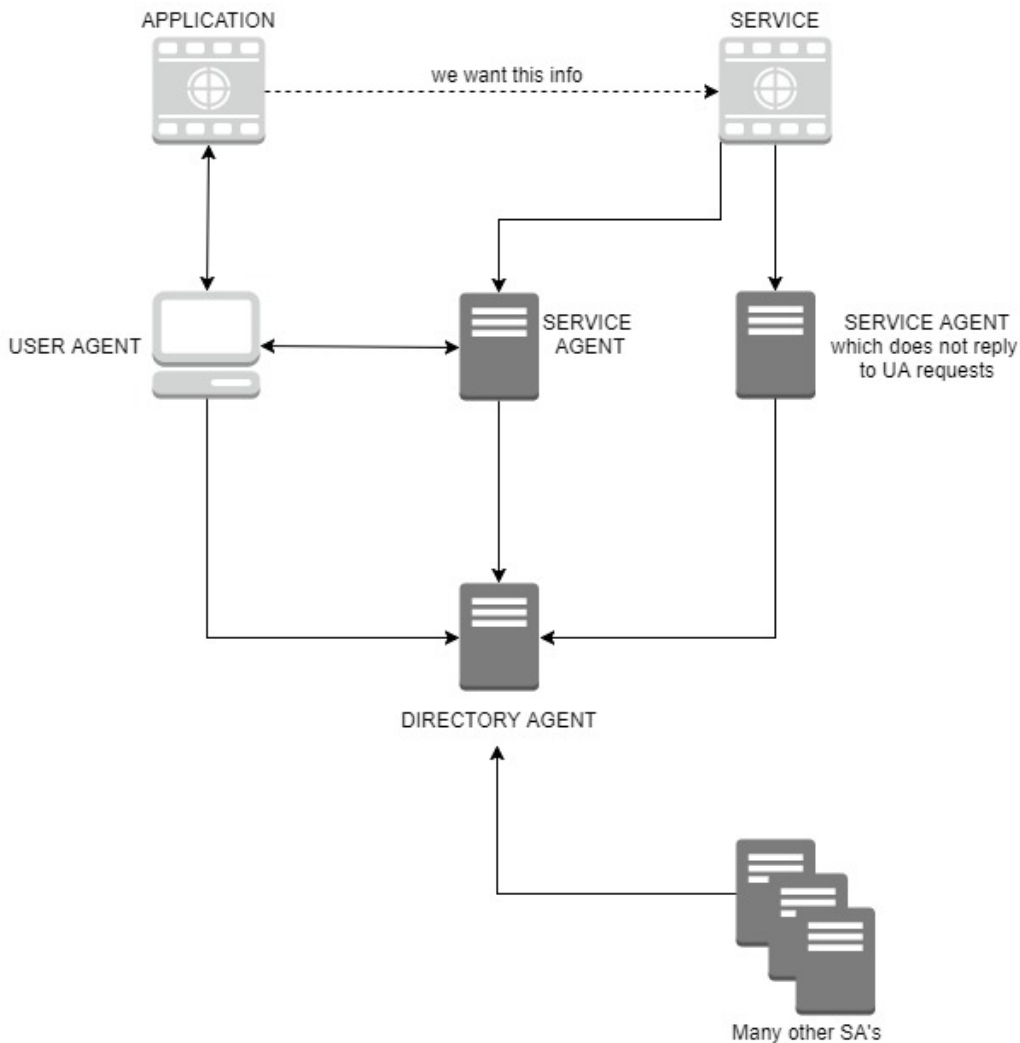 APPLICATION
SERVICE
we want this info
USER AGENT
SERVICE
AGENT
SERVICE AGENT
which does not reply
to UA requests
DIRECTORY AGENT
Many other SA's